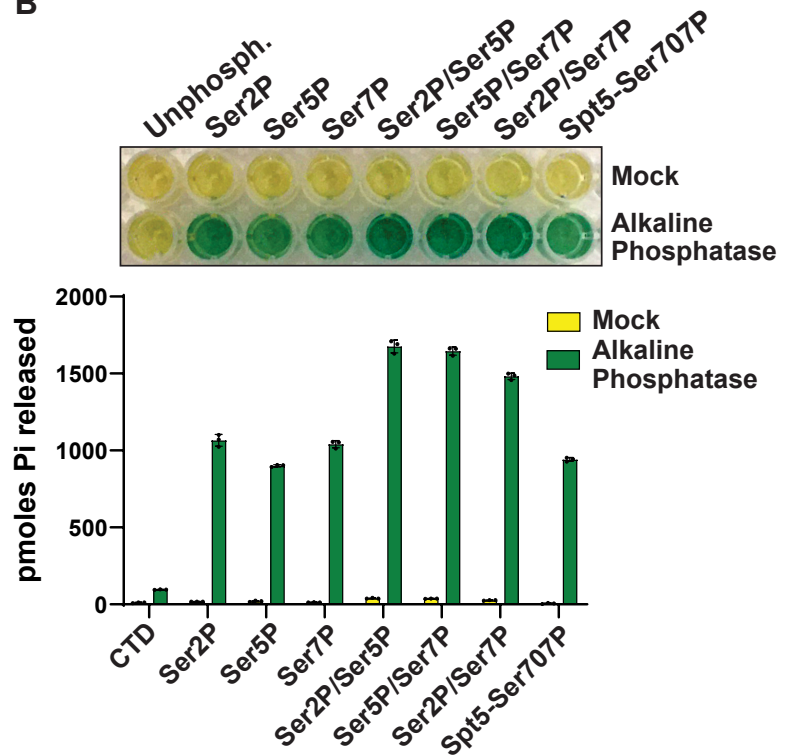 B
Unphosph.
Ser2P
Ser5P
Ser7P
Ser2P/Ser5P
Ser5P/Ser7P
Ser2P/Ser7P
Spt5-Ser707P
Mock
Alkaline
Phosphatase
pmoles Pi released
2000
1500
1000
500
0
Mock
Alkaline
Phosphatase
CTD
Ser2P
Ser5P
Ser7P
Ser2P/Ser5P
Ser5P/Ser7P
Ser2P/Ser7P
Spt5-Ser707P